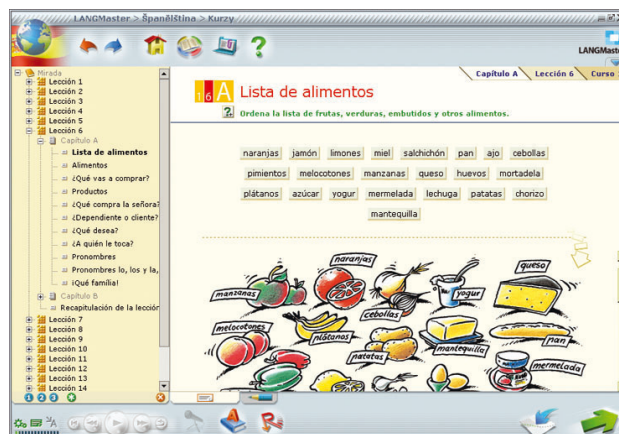 LANGMaster > Španělština > Kurzy
LANGMaster
Capítulo A
Lección 6
Curso
Mirada
Lección 1
Lección 2
Lección 3
Lección 4
Lección 5
Lección 6
Capítulo A
Lista de alimentos
Alimentos
¿Qué vas a comprar?
Productos
¿Qué compra la señora?
¿Dependiente o cliente?
¿Qué desea?
¿A quién le toca?
Pronombres
Pronombres lo, los y la,
¡Qué família!
Capítulo B
Recapitulación de la lección
Lección 7
Lección 8
Lección 9
Lección 10
Lección 11
Lección 12
Lección 13
Lección 14
1 2 3
1 6 A Lista de alimentos
Ordena la lista de frutas, verduras, embutidos y otros alimentos.
naranjas jamón limones miel salchichón pan ajo cebollas
pimientos melocotones manzanas queso huevos mortadela
plátanos azúcar yogur mermelada lechuga patatas chorizo
mantequilla
manzanas
naranjas
cebollas
yogur
queso
melocotones
plátanos
patatas
mantequilla
pan
mermelada